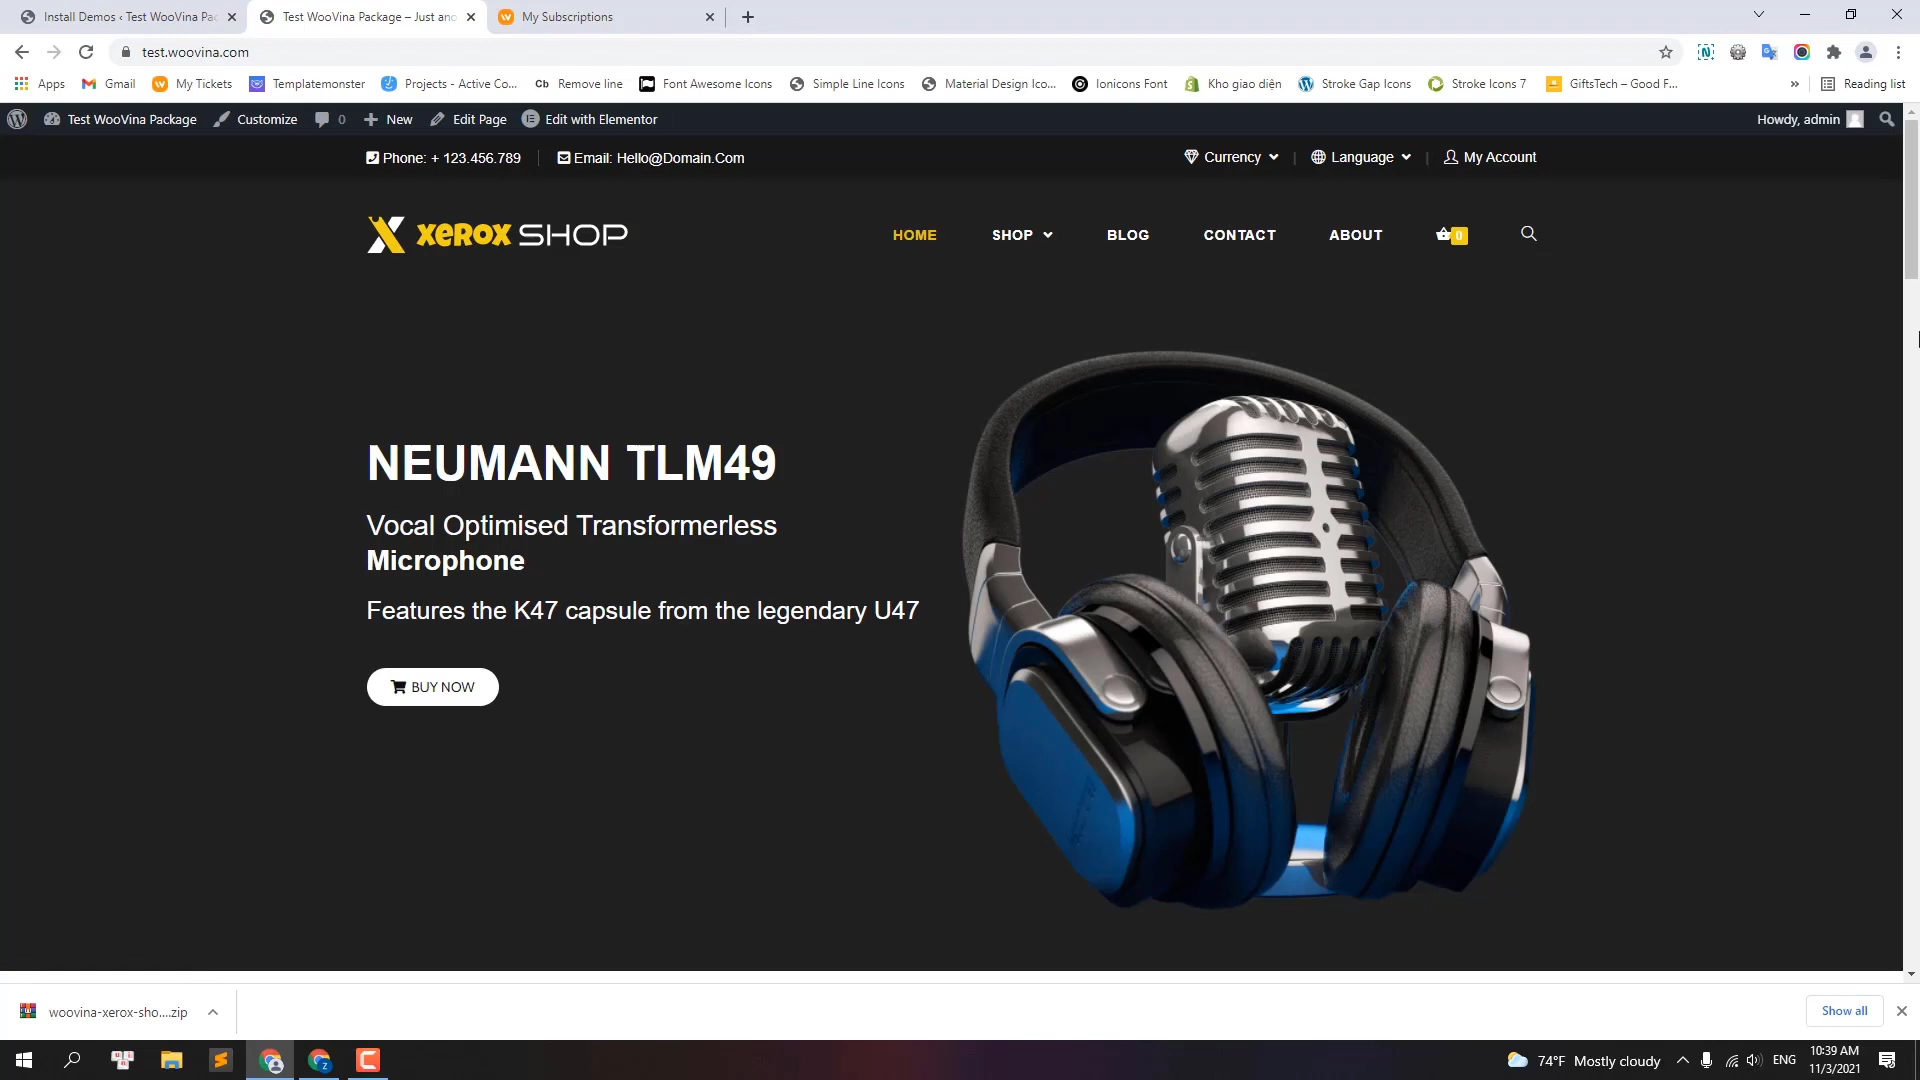 Install Demos ‹ Test WooVina Pac
Test WooVina Package – Just ano
My Subscriptions
test.woovina.com
Apps
Gmail
My Tickets
Templatemonster
Projects - Active Co...
Cb Remove line
Font Awesome Icons
Simple Line Icons
Material Design Ico...
Ionicons Font
Kho giao diện
Stroke Gap Icons
Stroke Icons 7
GiftsTech – Good F...
»
Reading list
Test WooVina Package
Customize
0
New
Edit Page
Edit with Elementor
Howdy, admin
Phone: + 123.456.789
Email: Hello@Domain.Com
Currency
Language
My Account
xerox SHOP
HOME
SHOP
BLOG
CONTACT
ABOUT
0
NEUMANN TLM49
Vocal Optimised Transformerless
Microphone
Features the K47 capsule from the legendary U47
BUY NOW
woovina-xerox-sho....zip
Show all
74°F Mostly cloudy
ENG
10:39 AM
11/3/2021